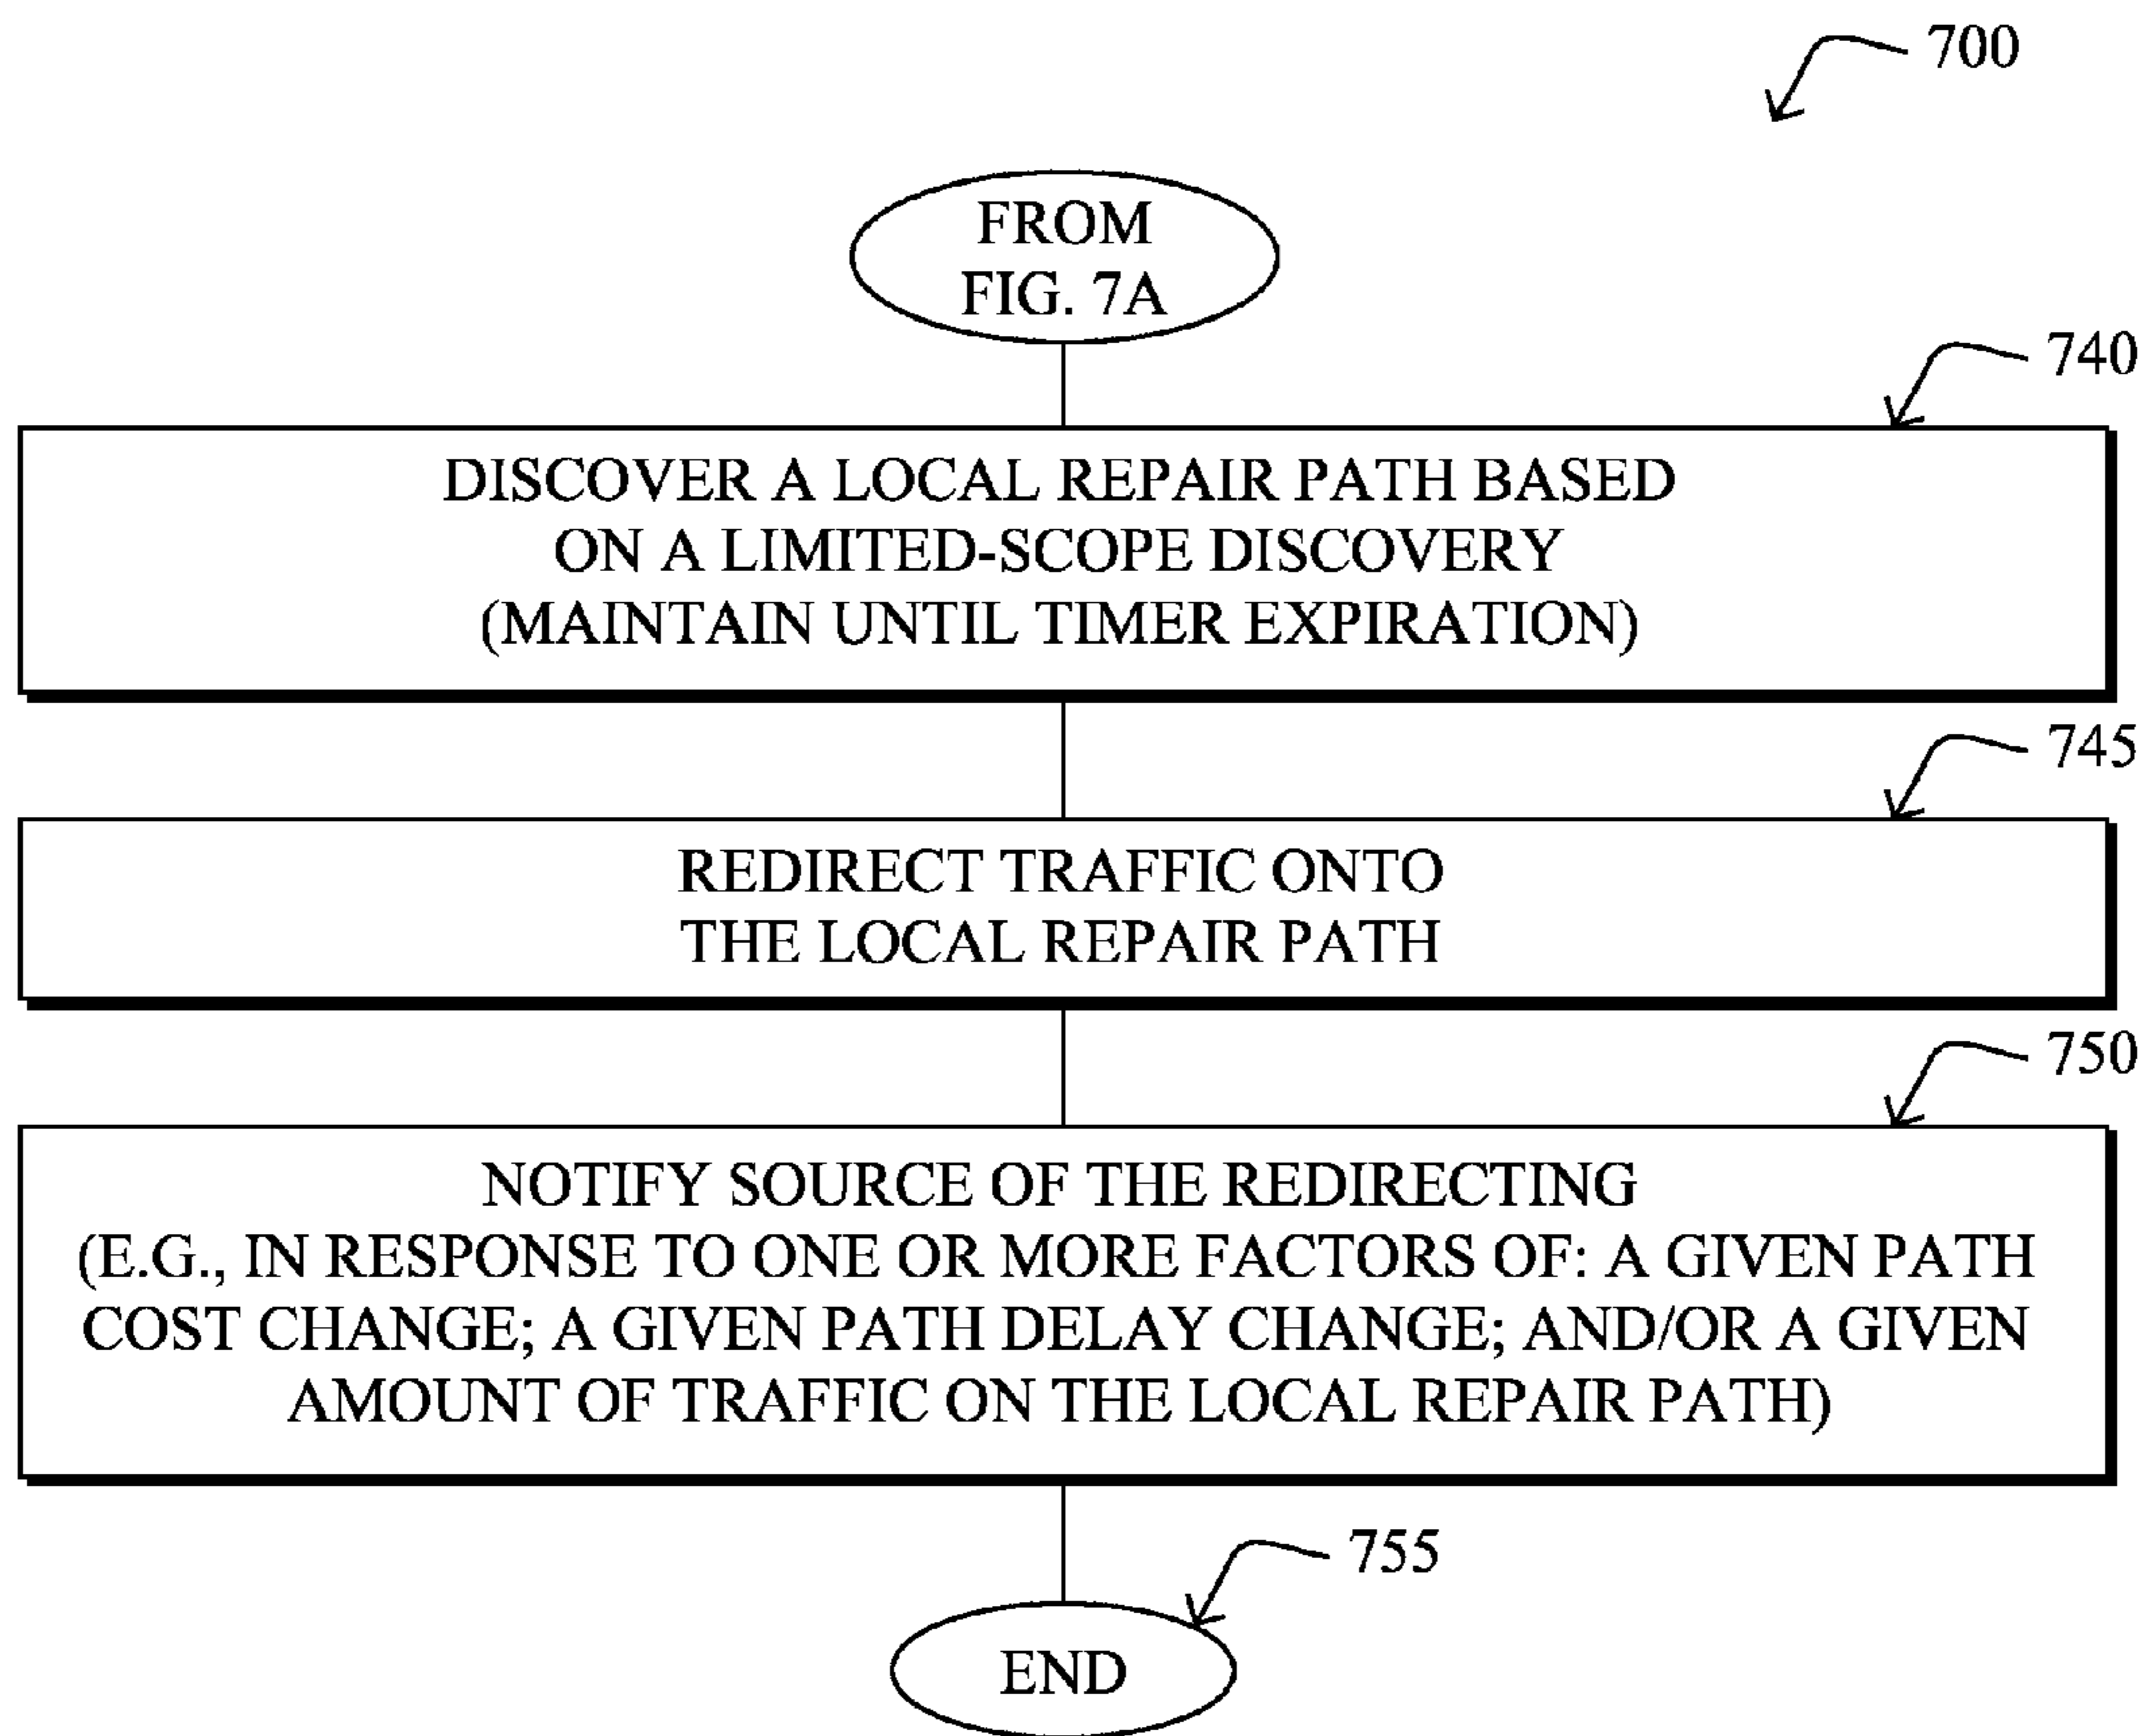 700
FROM
FIG. 7A
740
DISCOVER A LOCAL REPAIR PATH BASED
ON A LIMITED-SCOPE DISCOVERY
(MAINTAIN UNTIL TIMER EXPIRATION)
745
REDIRECT TRAFFIC ONTO
THE LOCAL REPAIR PATH
750
NOTIFY SOURCE OF THE REDIRECTING
(E.G., IN RESPONSE TO ONE OR MORE FACTORS OF: A GIVEN PATH
COST CHANGE; A GIVEN PATH DELAY CHANGE; AND/OR A GIVEN
AMOUNT OF TRAFFIC ON THE LOCAL REPAIR PATH)
755
END